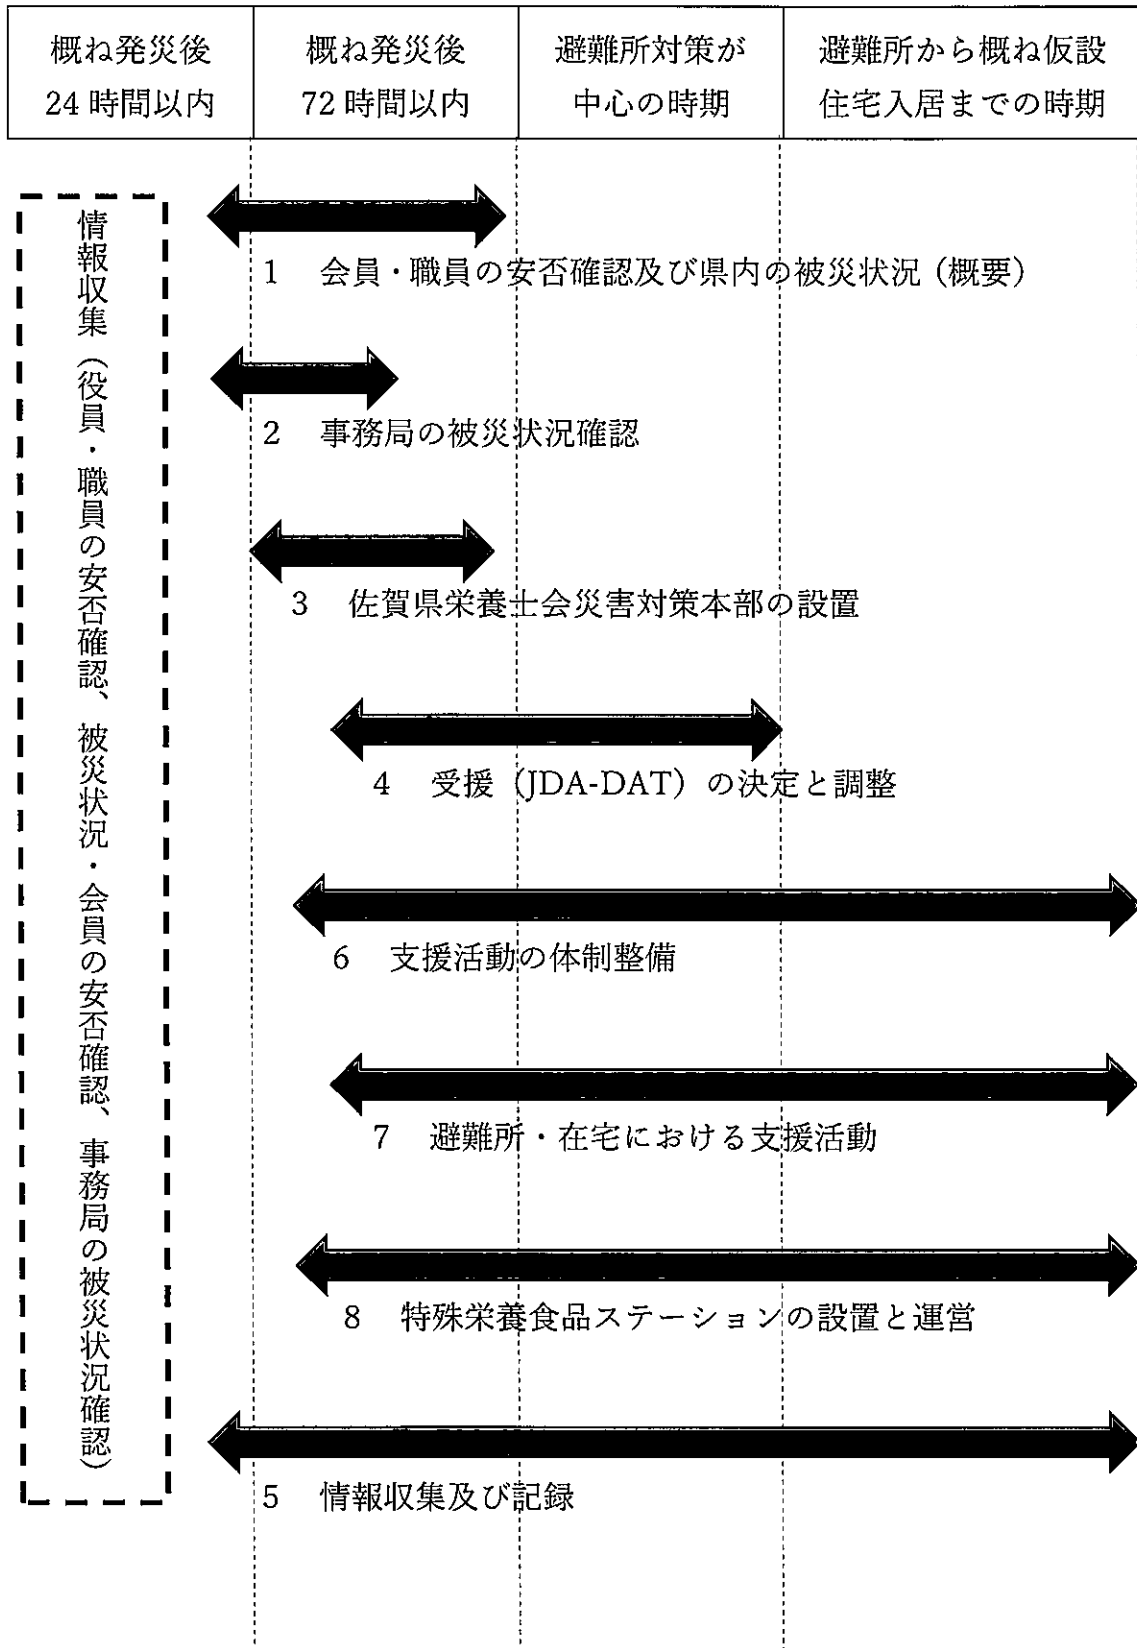 概ね発災後
24 時間以内
概ね発災後
72 時間以内
避難所対策が
中心の時期
避難所から概ね仮設
住宅入居までの時期
情報収集（役員・職員の安否確認、被災状況・会員の安否確認、事務局の被災状況確認）
1 会員・職員の安否確認及び県内の被災状況（概要）
2 事務局の被災状況確認
3 佐賀県栄養士会災害対策本部の設置
4 受援（JDA-DAT）の決定と調整
6 支援活動の体制整備
7 避難所・在宅における支援活動
8 特殊栄養食品ステーションの設置と運営
5 情報収集及び記録